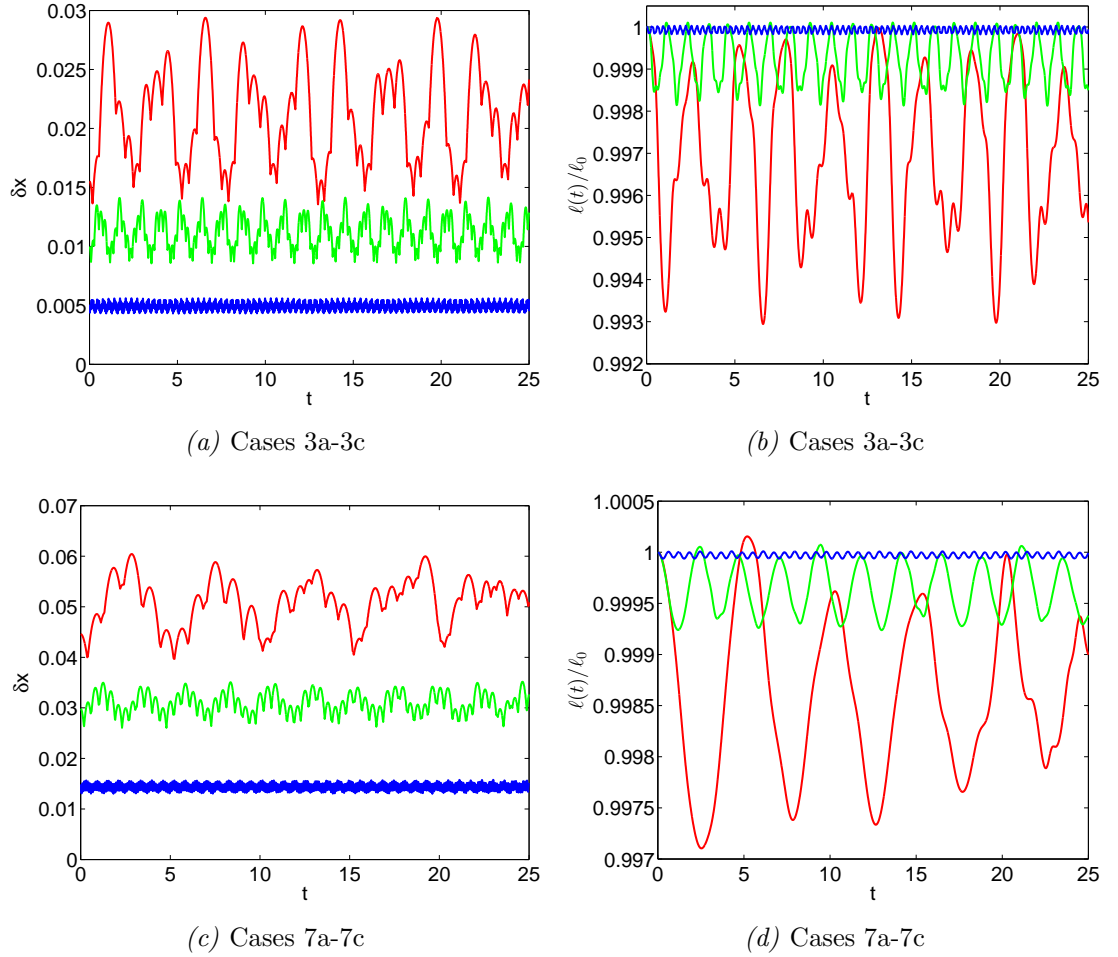 0.03
0.025
0.02
0.015
0.01
0.005
0
δx
0 5 10 15 20 25
t
(a) Cases 3a-3c
1
0.999
0.998
0.997
0.996
0.995
0.994
0.993
0.992
ℓ(t)/ℓ₀
0 5 10 15 20 25
t
(b) Cases 3a-3c
0.07
0.06
0.05
0.04
0.03
0.02
0.01
0
δx
0 5 10 15 20 25
t
(c) Cases 7a-7c
1.0005
1
0.9995
0.999
0.9985
0.998
0.9975
0.997
ℓ(t)/ℓ₀
0 5 10 15 20 25
t
(d) Cases 7a-7c